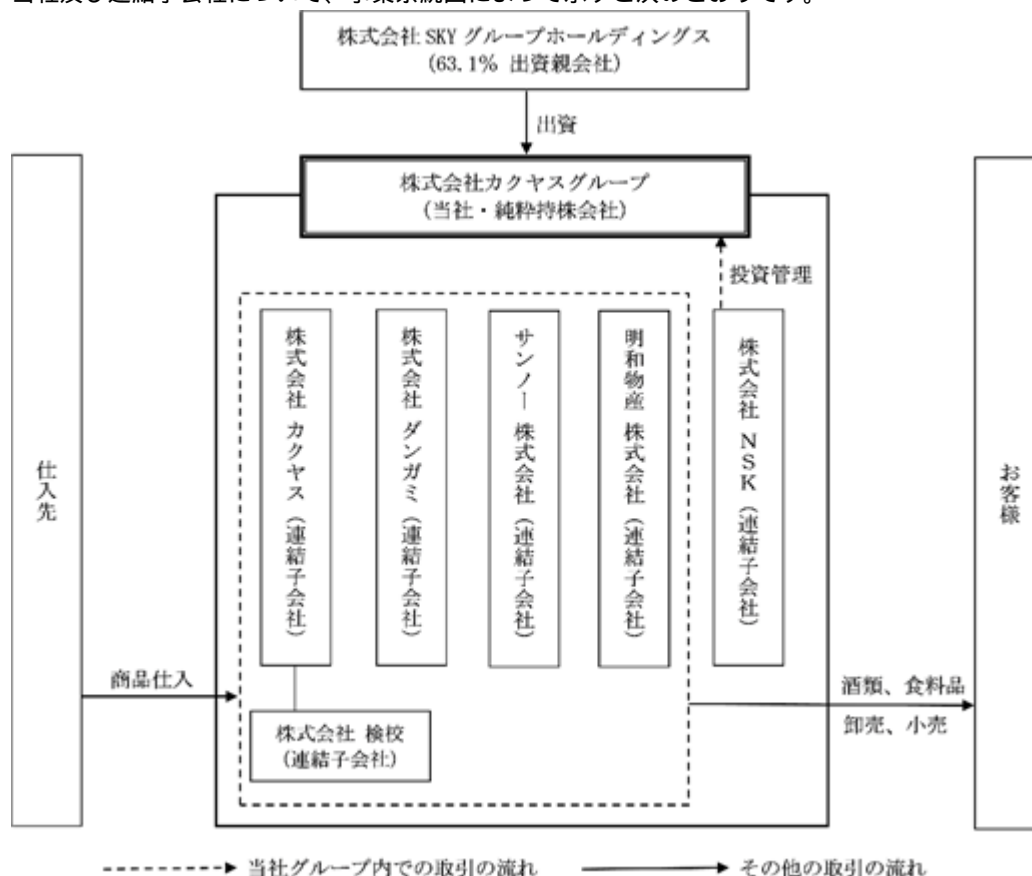 当社及び連結子会社について、事業系統図によって示すと次のとおりです。
株式会社 SKY グループホールディングス
(63.1% 出資親会社)
出資
株式会社カクヤスグループ
(当社・純粋持株会社)
投資管理
株式会社 カクヤス (連結子会社)
株式会社 ダンガミ (連結子会社)
サンノー 株式会社 (連結子会社)
明和物産 株式会社 (連結子会社)
株式会社 NSK (連結子会社)
仕入先
お客様
商品仕入
株式会社 検校
(連結子会社)
酒類、食料品
卸売、小売
当社グループ内での取引の流れ
その他の取引の流れ